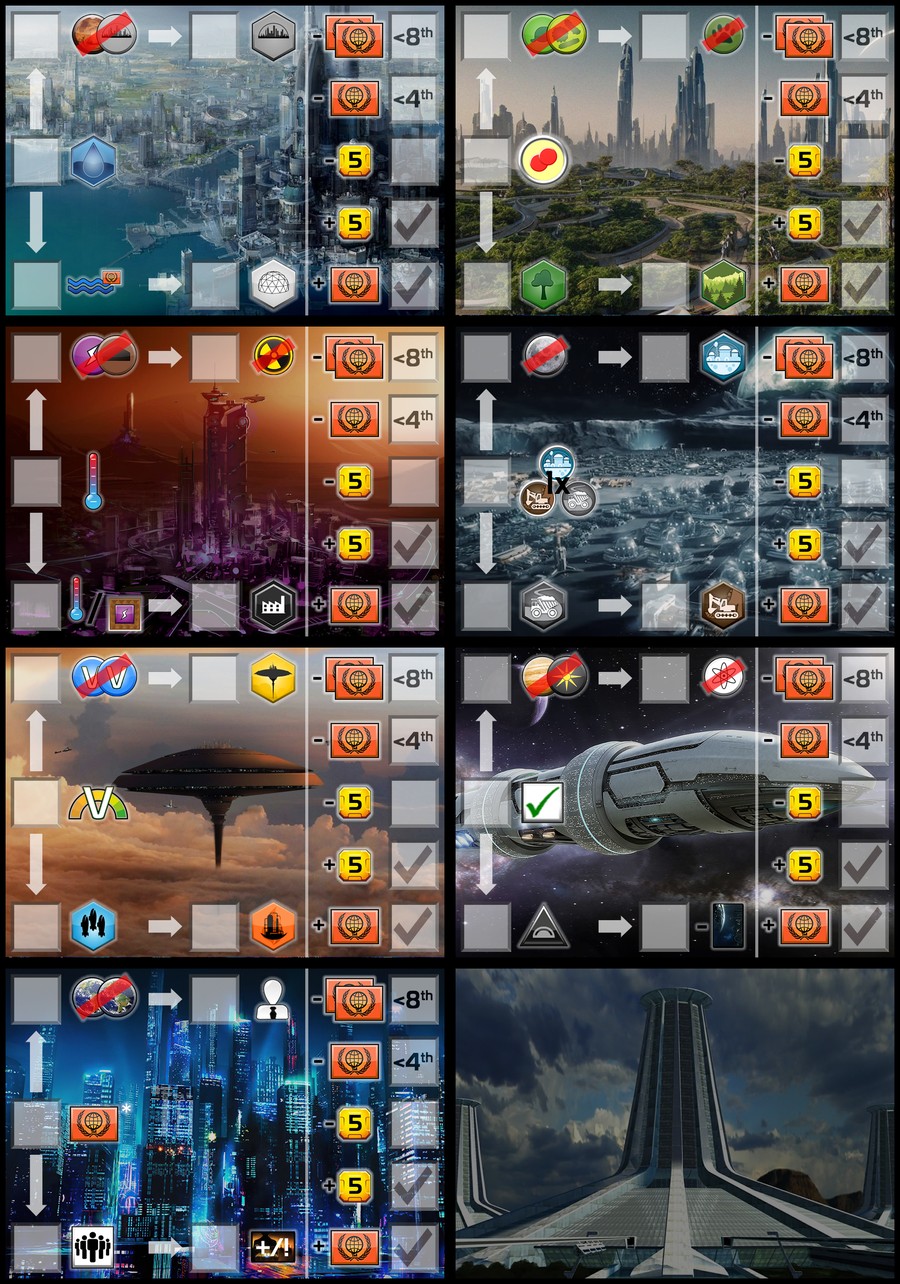 - <8th
- <4th
- 5
+ 5
+
- <8th
- <4th
- 5
+ 5
+
- <8th
- <4th
- 5
+ 5
+
- <8th
- <4th
1x
- 5
+ 5
+
V V - <8th
- <4th
V - 5
+ 5
+
- <8th
- <4th
- 5
+ 5
- +
- <8th
- <4th
* - 5
+ 5
+/! +